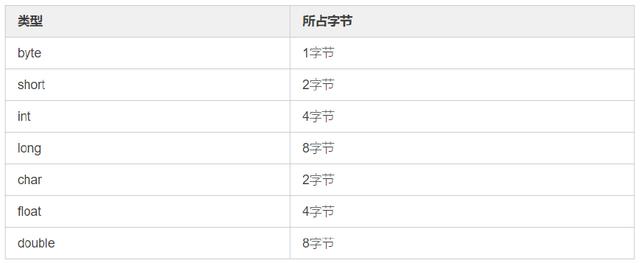 类型 所占字节
byte 1字节
short 2字节
int 4字节
long 8字节
char 2字节
float 4字节
double 8字节